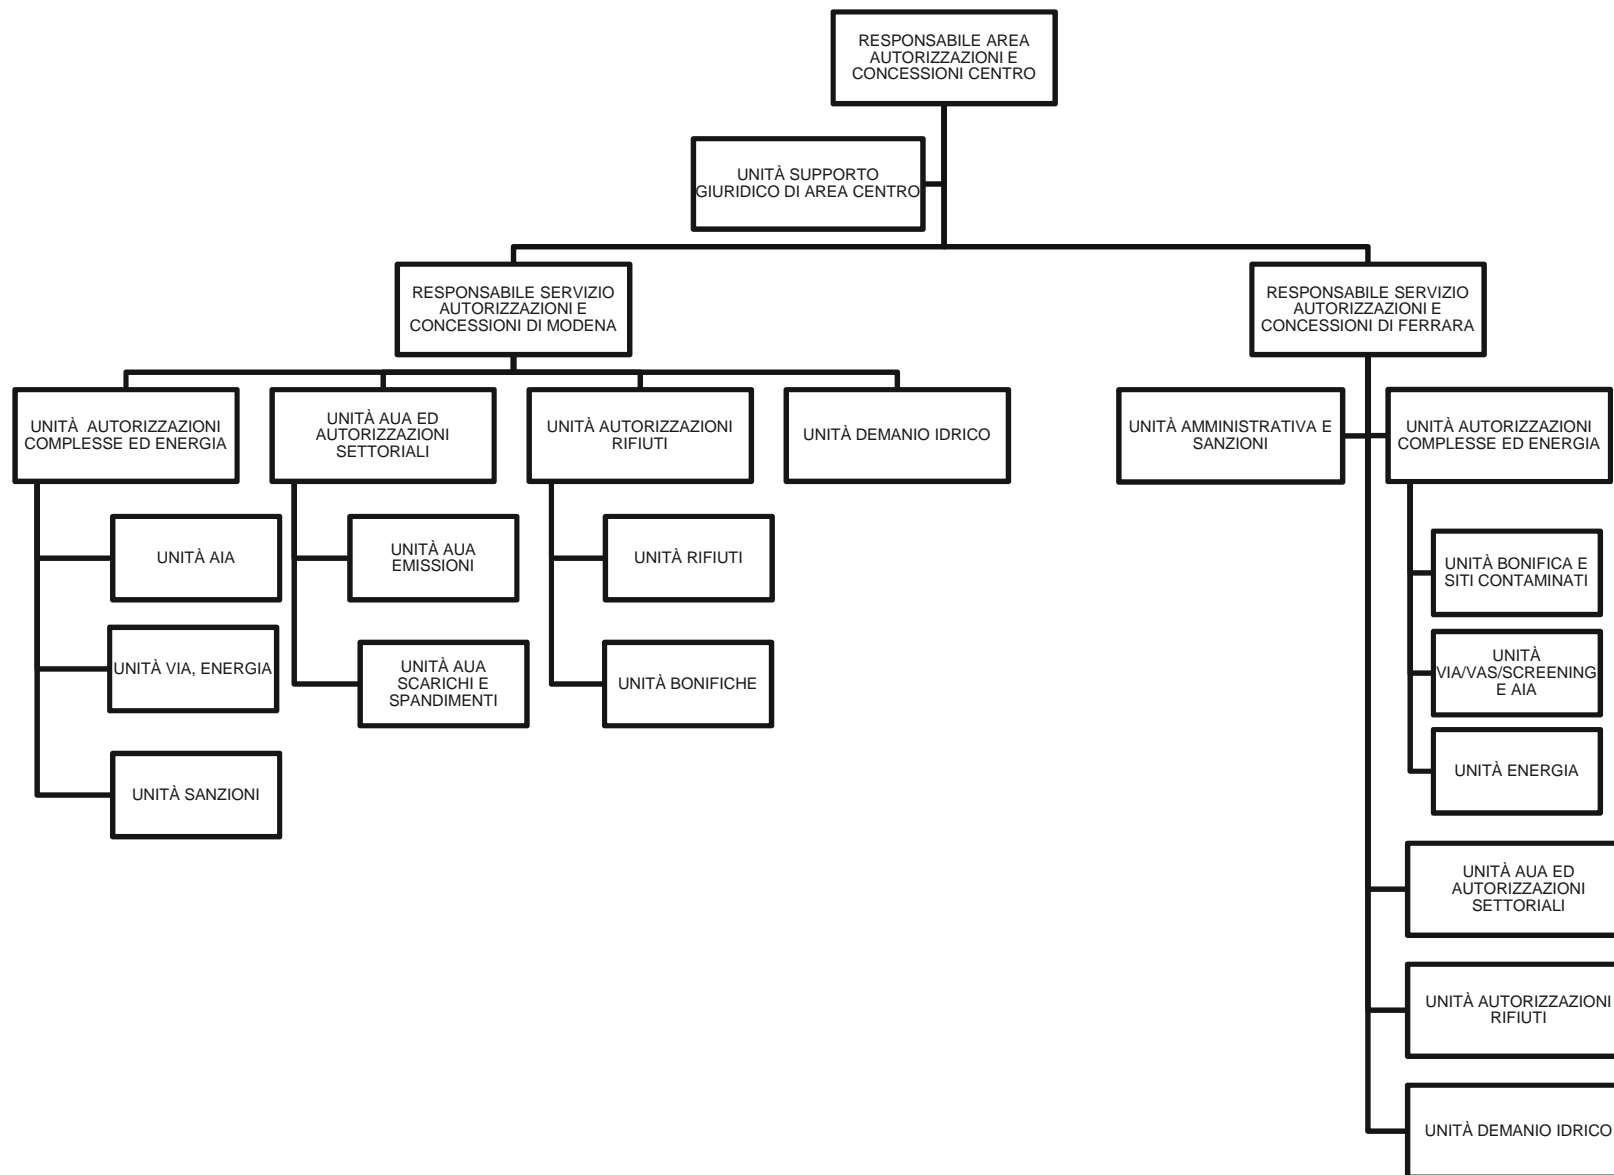 RESPONSABILE AREA
AUTORIZZAZIONI E
CONCESSIONI CENTRO
UNITÀ SUPPORTO
GIURIDICO DI AREA CENTRO
RESPONSABILE SERVIZIO
AUTORIZZAZIONI E
CONCESSIONI DI MODENA
RESPONSABILE SERVIZIO
AUTORIZZAZIONI E
CONCESSIONI DI FERRARA
UNITÀ AUTORIZZAZIONI
COMPLESSE ED ENERGIA
UNITÀ AUA ED
AUTORIZZAZIONI
SETTORIALI
UNITÀ AUTORIZZAZIONI
RIFIUTI
UNITÀ DEMANIO IDRICO
UNITÀ AMMINISTRATIVA E
SANZIONI
UNITÀ AUTORIZZAZIONI
COMPLESSE ED ENERGIA
UNITÀ AIA
UNITÀ AUA
EMISSIONI
UNITÀ RIFIUTI
UNITÀ BONIFICA E
SITI CONTAMINATI
UNITÀ VIA, ENERGIA
UNITÀ AUA
SCARICHI E
SPANDIMENTI
UNITÀ BONIFICHE
UNITÀ
VIA/VAS/SCREENING
E AIA
UNITÀ SANZIONI
UNITÀ ENERGIA
UNITÀ AUA ED
AUTORIZZAZIONI
SETTORIALI
UNITÀ AUTORIZZAZIONI
RIFIUTI
UNITÀ DEMANIO IDRICO